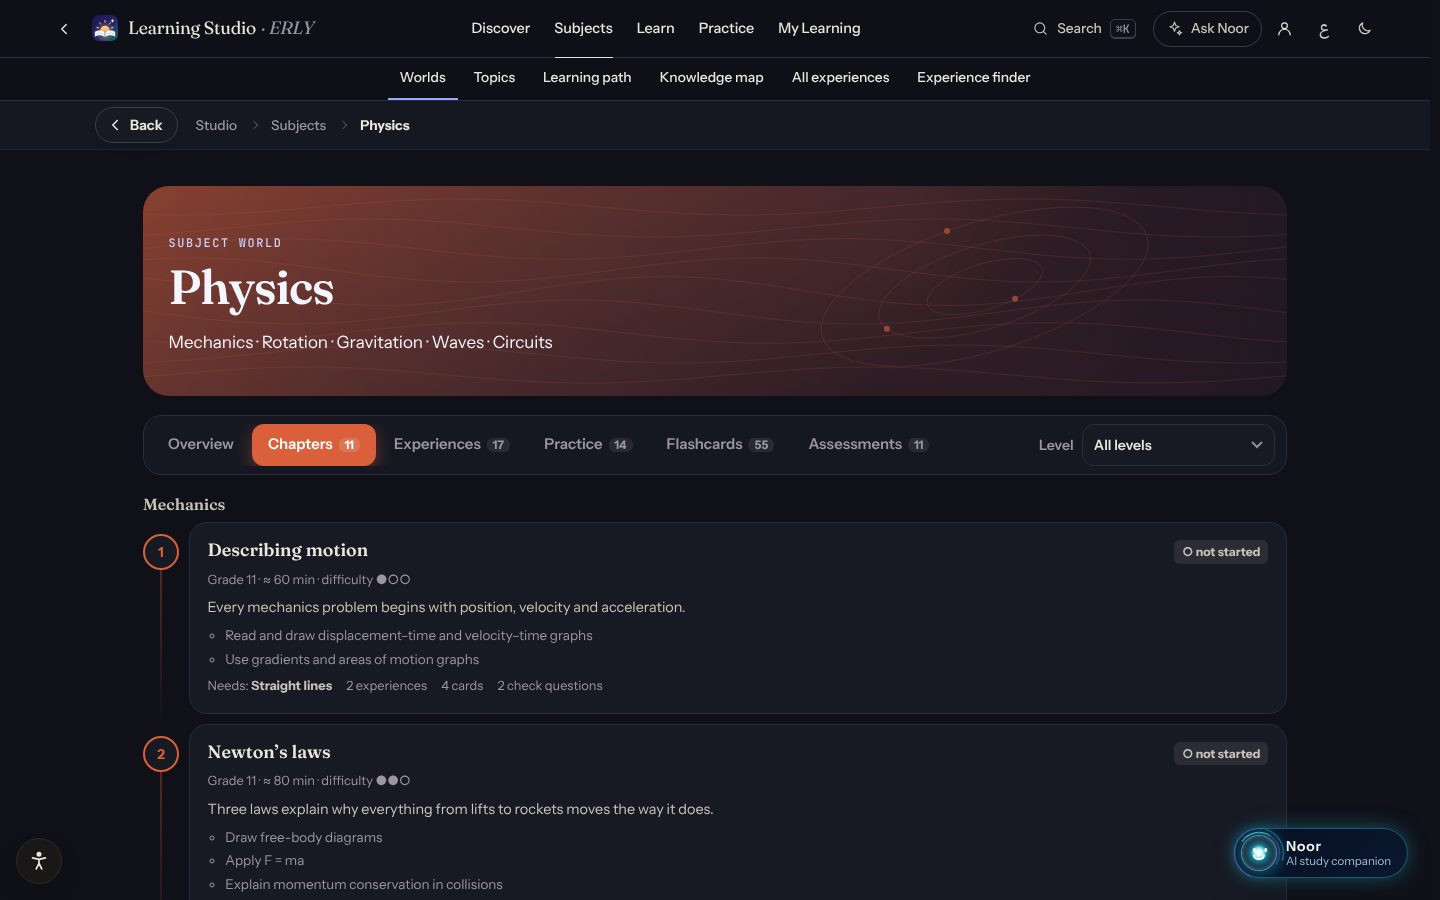 Learning Studio · ERLY
Discover Subjects Learn Practice My Learning
Search ⌘K Ask Noor ع
Worlds Topics Learning path Knowledge map All experiences Experience finder
Back Studio Subjects Physics
SUBJECT WORLD
Physics
Mechanics · Rotation · Gravitation · Waves · Circuits
Overview Chapters 11 Experiences 17 Practice 14 Flashcards 55 Assessments 11 Level All levels
Mechanics
1 Describing motion not started
Grade 11 · ≈ 60 min · difficulty ●○○
Every mechanics problem begins with position, velocity and acceleration.
Read and draw displacement–time and velocity–time graphs
Use gradients and areas of motion graphs
Needs: Straight lines 2 experiences 4 cards 2 check questions
2 Newton’s laws not started
Grade 11 · ≈ 80 min · difficulty ●●○
Three laws explain why everything from lifts to rockets moves the way it does.
Draw free-body diagrams
Apply F = ma
Explain momentum conservation in collisions
Noor
AI study companion